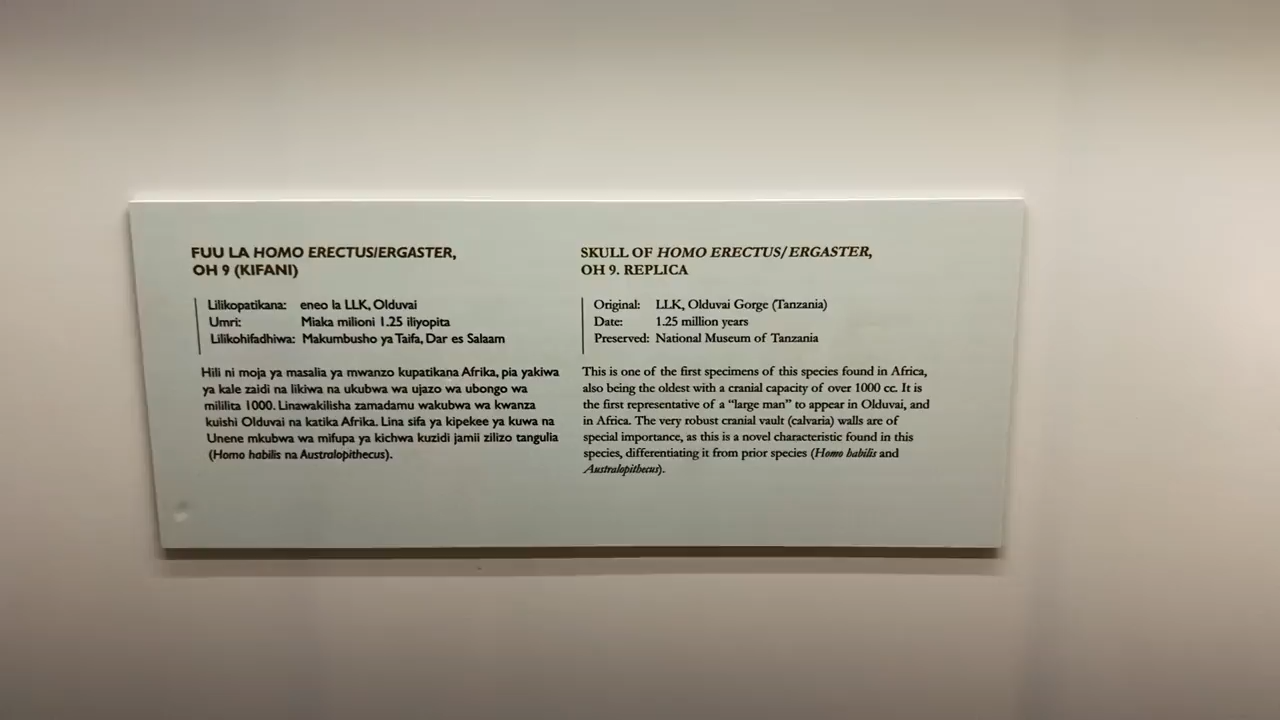 FUU LA HOMO ERECTUS/ERGASTER,
OH 9 (KIFANI)
Lilikopatikana: eneo la LLK, Olduvai
Umri: Miaka milioni 1.25 iliyopita
Lilikohifadhiwa: Makumbusho ya Taifa, Dar es Salaam
Hili ni moja ya masalia ya mwanzo kupatikana Afrika, pia yakiwa
ya kale zaidi na likiwa na ukubwa wa ujazo wa ubongo wa
mililita 1000. Linawakilisha zamadamu wakubwa wa kwanza
kuishi Olduvai na katika Afrika. Lina sifa ya kipekee ya kuwa na
Unene mkubwa wa mifupa ya kichwa kuzidi jamii zilizo tangulia
(Homo habilis na Australopithecus).
SKULL OF HOMO ERECTUS/ ERGASTER,
OH 9. REPLICA
Original: LLK, Olduvai Gorge (Tanzania)
Date: 1.25 million years
Preserved: National Museum of Tanzania
This is one of the first specimens of this species found in Africa,
also being the oldest with a cranial capacity of over 1000 cc. It is
the first representative of a “large man” to appear in Olduvai, and
in Africa. The very robust cranial vault (calvaria) walls are of
special importance, as this is a novel characteristic found in this
species, differentiating it from prior species (Homo habilis and
Australopithecus).